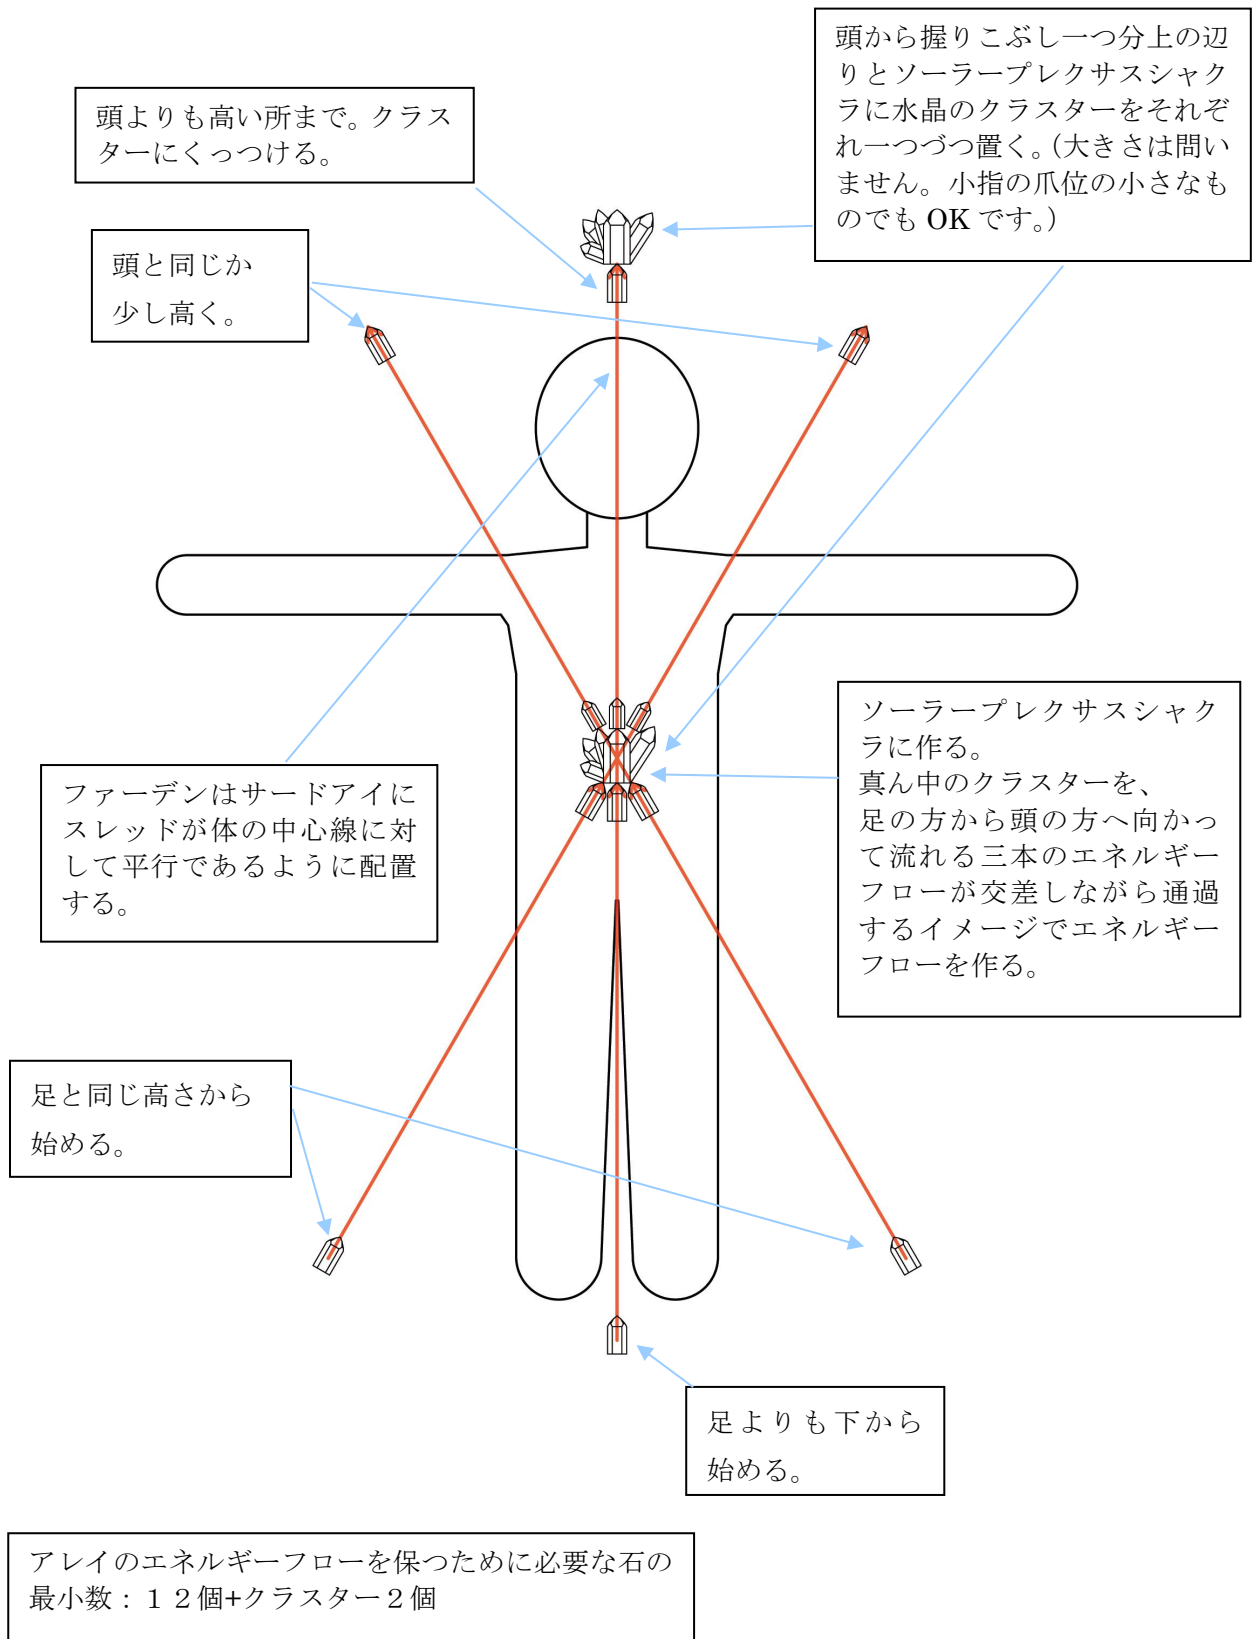 頭から握りこぶし一つ分上の辺
りとソーラープレクサスシャク
ラに水晶のクラスターをそれぞ
れ一つづつ置く。（大きさは問い
ません。小指の爪位の小さなも
のでも OK です。）
頭よりも高い所まで。クラス
ターにくっつける。
頭と同じか
少し高く。
ソーラープレクサスシャク
ラに作る。
真ん中のクラスターを、
足の方から頭の方へ向かっ
て流れる三本のエネルギー
フローが交差しながら通過
するイメージでエネルギー
フローを作る。
ファーデンはサードアイに
スレッドが体の中心線に対
して平行であるように配置
する。
足と同じ高さから
始める。
足よりも下から
始める。
アレイのエネルギーフローを保つために必要な石の
最小数：１２個+クラスター２個